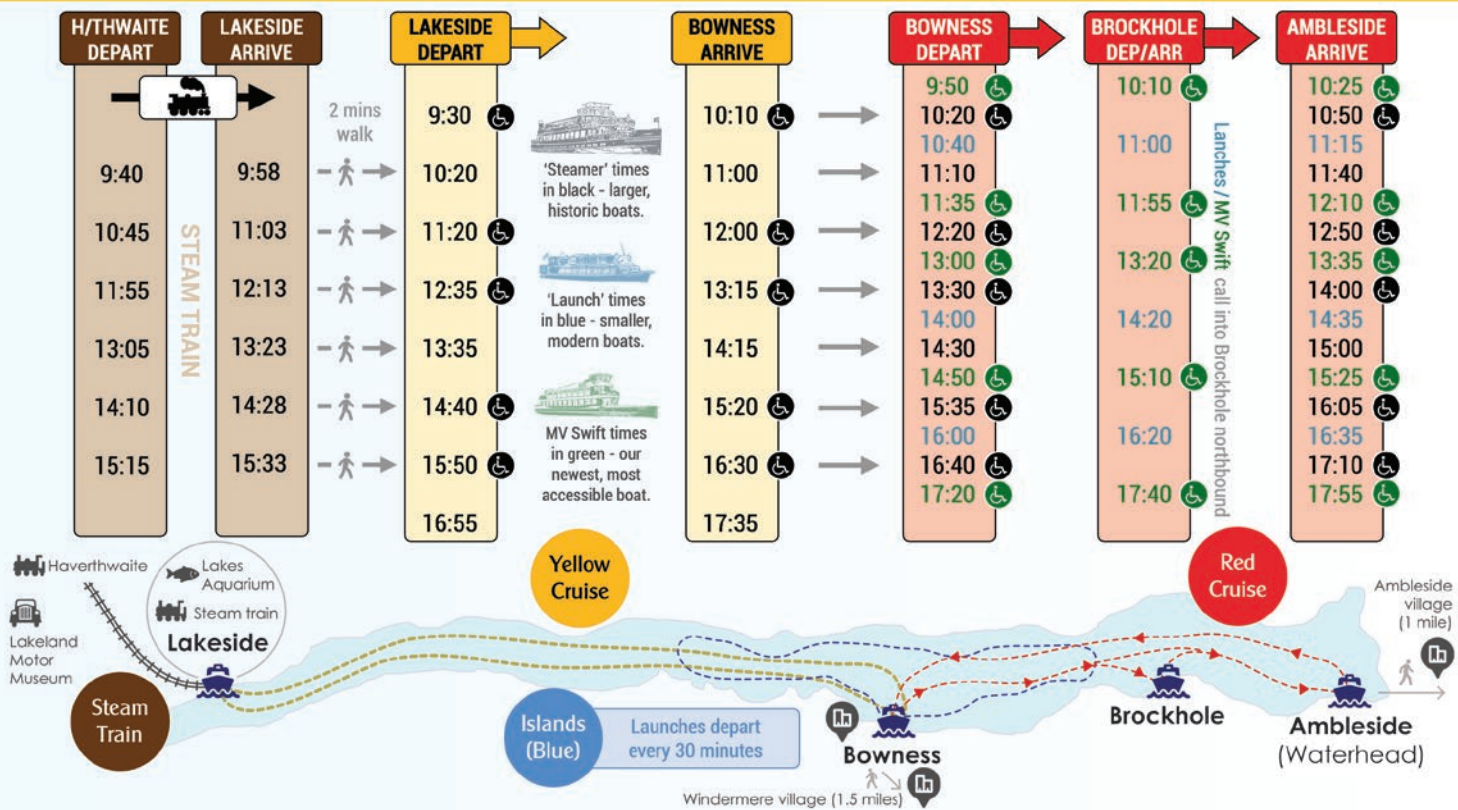 H/THWAITE
DEPART
LAKESIDE
ARRIVE
LAKESIDE
DEPART
BOWNESS
ARRIVE
BOWNESS
DEPART
BROCKHOLE
DEP/ARR
AMBLESIDE
ARRIVE
9:40
10:45
11:55
13:05
14:10
15:15
STEAM TRAIN
9:58
11:03
12:13
13:23
14:28
15:33
2 mins
walk
9:30
10:20
11:20
12:35
13:35
14:40
15:50
16:55
'Steamer' times
in black - larger,
historic boats.
'Launch' times
in blue - smaller,
modern boats.
MV Swift times
in green - our
newest, most
accessible boat.
10:10
11:00
12:00
13:15
14:15
15:20
16:30
17:35
9:50
10:20
10:40
11:10
11:35
12:20
13:00
13:30
14:00
14:30
14:50
15:35
16:00
16:40
17:20
10:10
11:00
11:55
13:20
14:20
15:10
16:20
17:40
Lanches / MV Swift call into Brockhole northbound
10:25
10:50
11:15
11:40
12:10
12:50
13:35
14:00
14:35
15:00
15:25
16:05
16:35
17:10
17:55
Haverthwaite
Lakeland
Motor
Museum
Steam
Train
Lakes
Aquarium
Steam train
Lakeside
Yellow
Cruise
Islands
(Blue)
Launches depart
every 30 minutes
Bowness
Windermere village (1.5 miles)
Red
Cruise
Brockhole
Ambleside
(Waterhead)
Ambleside
village
(1 mile)